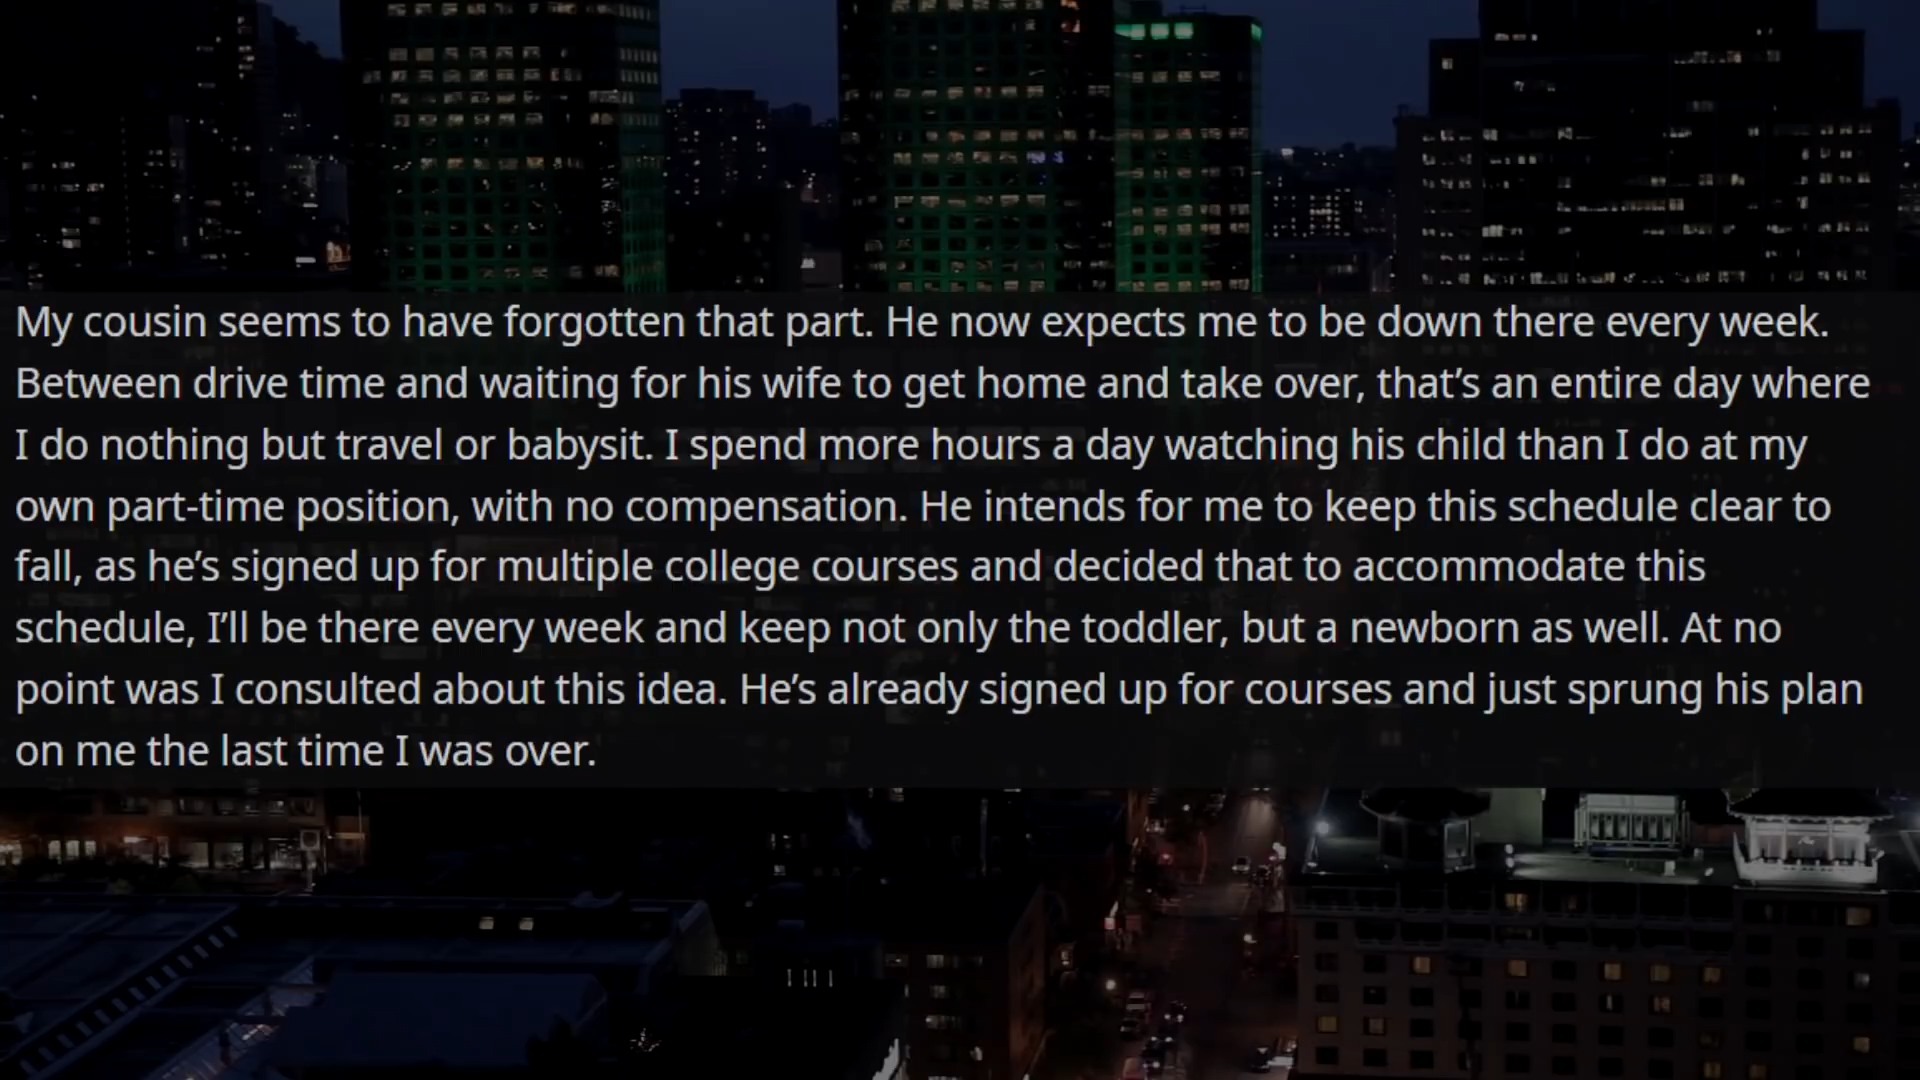 My cousin seems to have forgotten that part. He now expects me to be down there every week.
Between drive time and waiting for his wife to get home and take over, that’s an entire day where
I do nothing but travel or babysit. I spend more hours a day watching his child than I do at my
own part-time position, with no compensation. He intends for me to keep this schedule clear to
fall, as he’s signed up for multiple college courses and decided that to accommodate this
schedule, I’ll be there every week and keep not only the toddler, but a newborn as well. At no
point was I consulted about this idea. He’s already signed up for courses and just sprung his plan
on me the last time I was over.